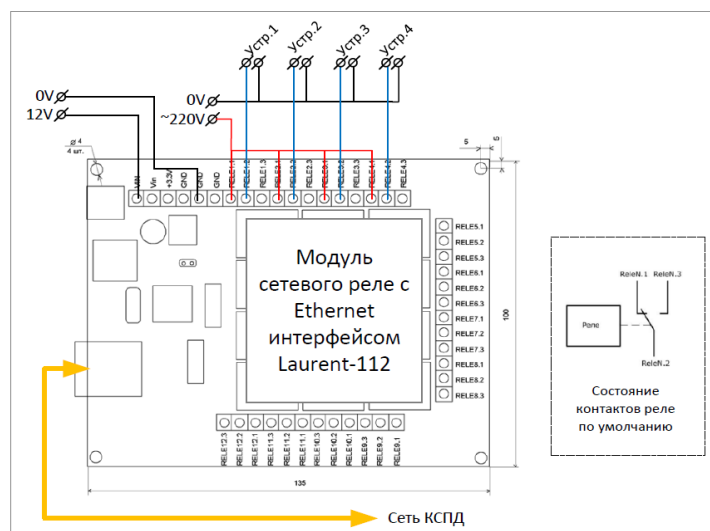 Устр.1
Устр.2
Устр.3
Устр.4
0V
12V
0V
~220V
⌀ 4
4 шт.
5
5
VIN
Vin
+3.3V
GND
GND
GND
RELE1.1
RELE1.2
RELE1.3
RELE2.1
RELE2.2
RELE2.3
RELE3.1
RELE3.2
RELE3.3
RELE4.1
RELE4.2
RELE4.3
RELE5.1
RELE5.2
RELE5.3
RELE6.1
RELE6.2
RELE6.3
RELE7.1
RELE7.2
RELE7.3
RELE8.1
RELE8.2
RELE8.3
Модуль
сетевого реле с
Ethernet
интерфейсом
Laurent-112
100
ReleN.1
ReleN.3
Реле
ReleN.2
Состояние
контактов реле
по умолчанию
RELE12.3
RELE12.2
RELE12.1
RELE11.3
RELE11.2
RELE11.1
RELE10.3
RELE10.2
RELE10.1
RELE9.3
RELE9.2
RELE9.1
135
Сеть КСПД